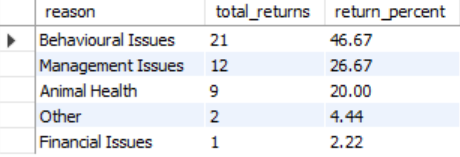 reason total_returns return_percent
Behavioural Issues 21 46.67
Management Issues 12 26.67
Animal Health 9 20.00
Other 2 4.44
Financial Issues 1 2.22